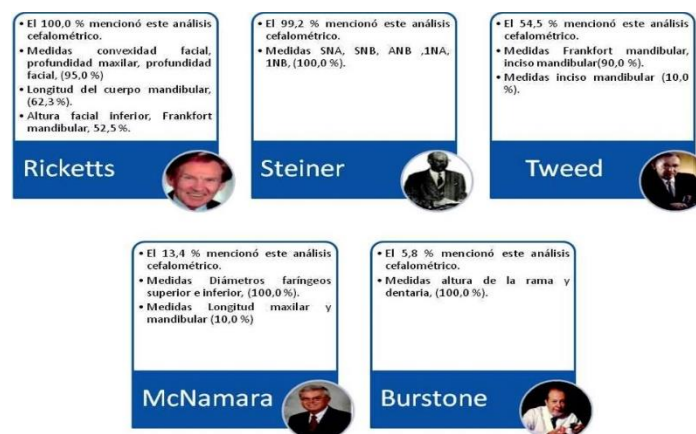 • El 100,0 % mencionó este análisis
cefalométrico.
• Medidas convexidad facial,
profundidad maxilar, profundidad
facial, (95,0 %)
• Longitud del cuerpo mandibular,
(62,3 %).
• Altura facial inferior, Frankfort
mandibular, 52,5%.
Ricketts
• El 99,2 % mencionó este análisis
cefalométrico.
• Medidas SNA, SNB, ANB ,1NA,
1NB, (100,0 %).
Steiner
• El 54,5 % mencionó este análisis
cefalométrico.
• Medidas Frankfort mandibular,
inciso mandibular(90,0 %).
• Medidas inciso mandibular (10,0
%).
Tweed
• El 13,4 % mencionó este análisis
cefalométrico.
• Medidas Diámetros faríngeos
superior e inferior, (100,0 %).
• Medidas Longitud maxilar y
mandibular (10,0 %)
McNamara
• El 5,8 % mencionó este análisis
cefalométrico.
• Medidas altura de la rama y
dentaria, (100,0 %).
Burstone